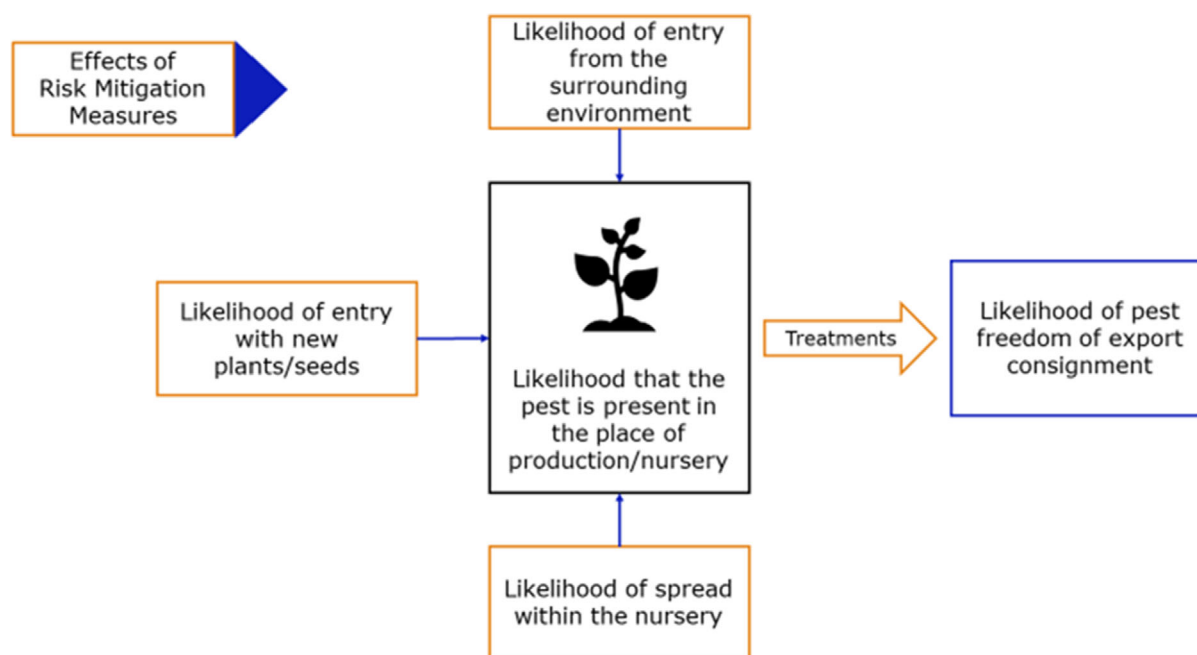 Effects of
Risk Mitigation
Measures
Likelihood of entry
from the
surrounding
environment
Likelihood of entry
with new
plants/seeds
Likelihood that the
pest is present in
the place of
production/nursery
Treatments
Likelihood of pest
freedom of export
consignment
Likelihood of spread
within the nursery